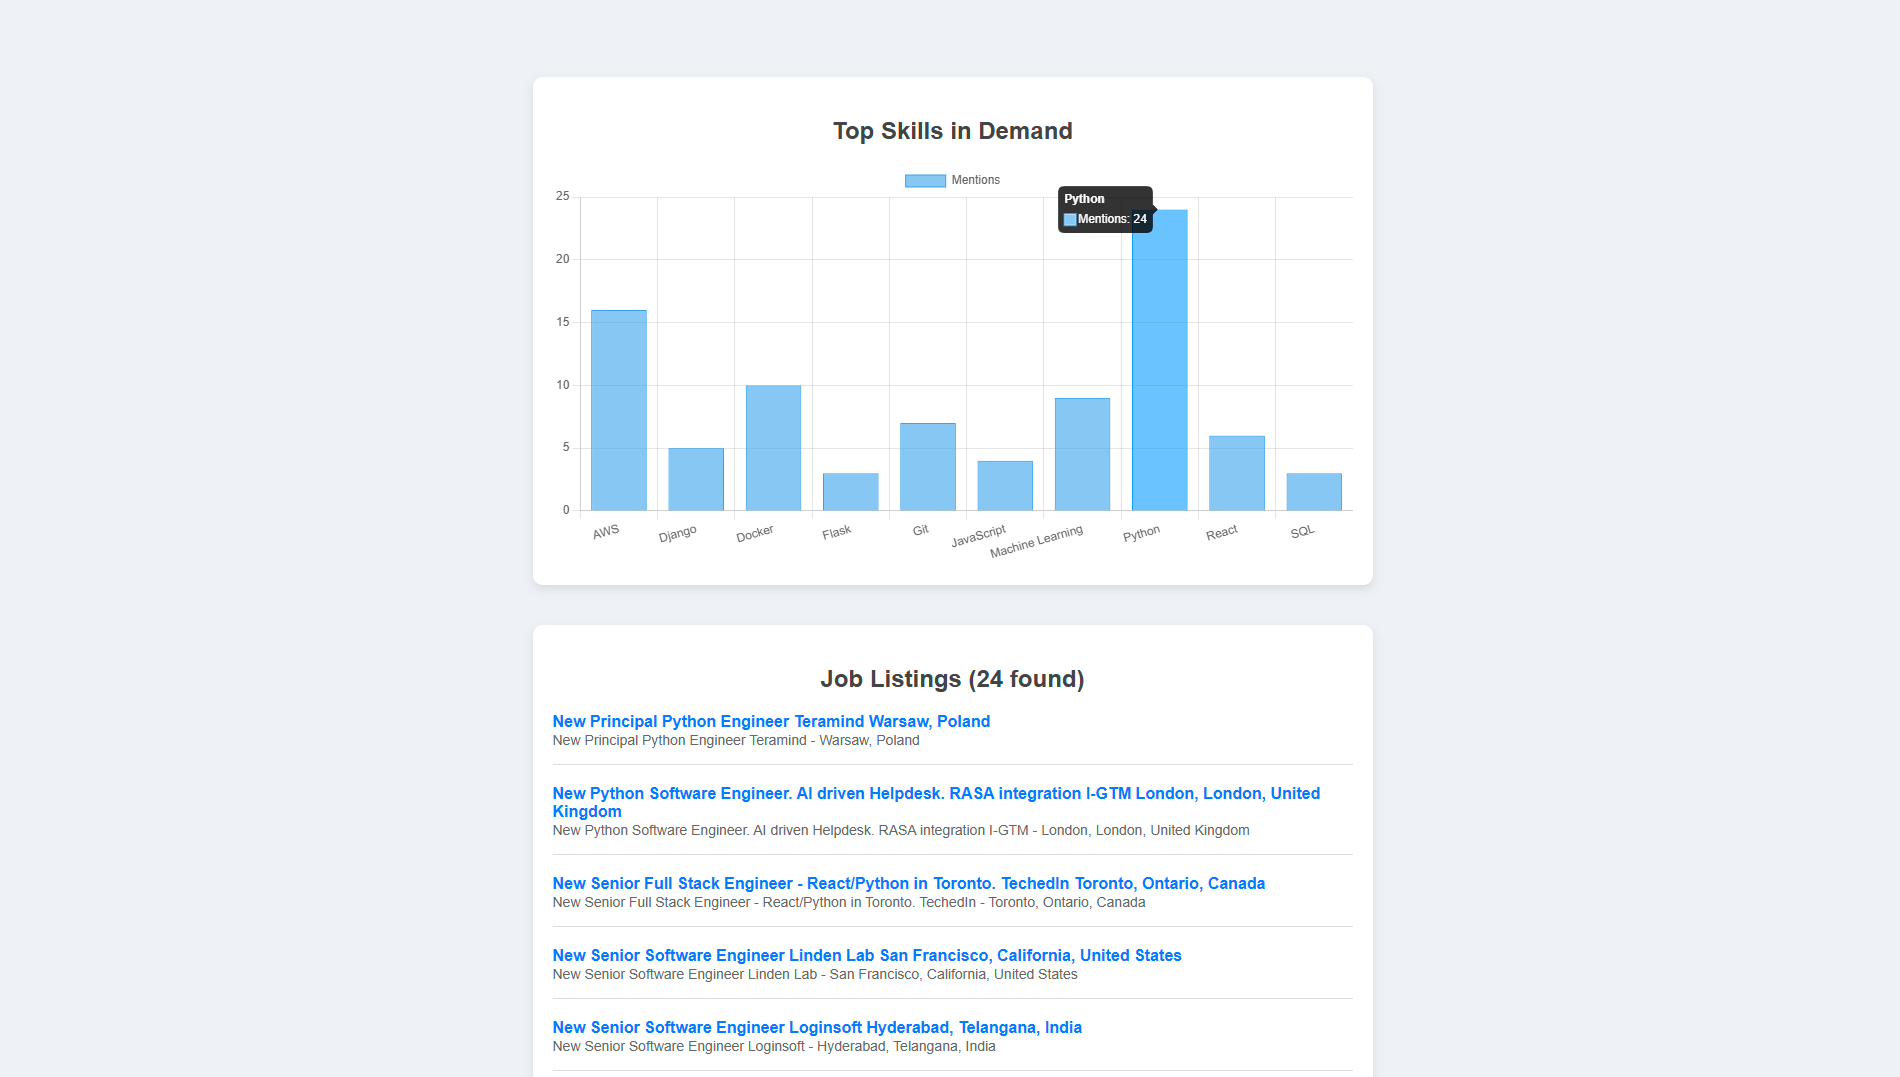 Top Skills in Demand
Mentions
Python
Mentions: 24
25
20
15
10
5
0
AWS
Django
Docker
Flask
Git
JavaScript
Machine Learning
Python
React
SQL
Job Listings (24 found)
New Principal Python Engineer Teramind Warsaw, Poland
New Principal Python Engineer Teramind - Warsaw, Poland
New Python Software Engineer. AI driven Helpdesk. RASA integration I-GTM London, London, United
Kingdom
New Python Software Engineer. AI driven Helpdesk. RASA integration I-GTM - London, London, United Kingdom
New Senior Full Stack Engineer - React/Python in Toronto. TechedIn Toronto, Ontario, Canada
New Senior Full Stack Engineer - React/Python in Toronto. TechedIn - Toronto, Ontario, Canada
New Senior Software Engineer Linden Lab San Francisco, California, United States
New Senior Software Engineer Linden Lab - San Francisco, California, United States
New Senior Software Engineer Loginsoft Hyderabad, Telangana, India
New Senior Software Engineer Loginsoft - Hyderabad, Telangana, India